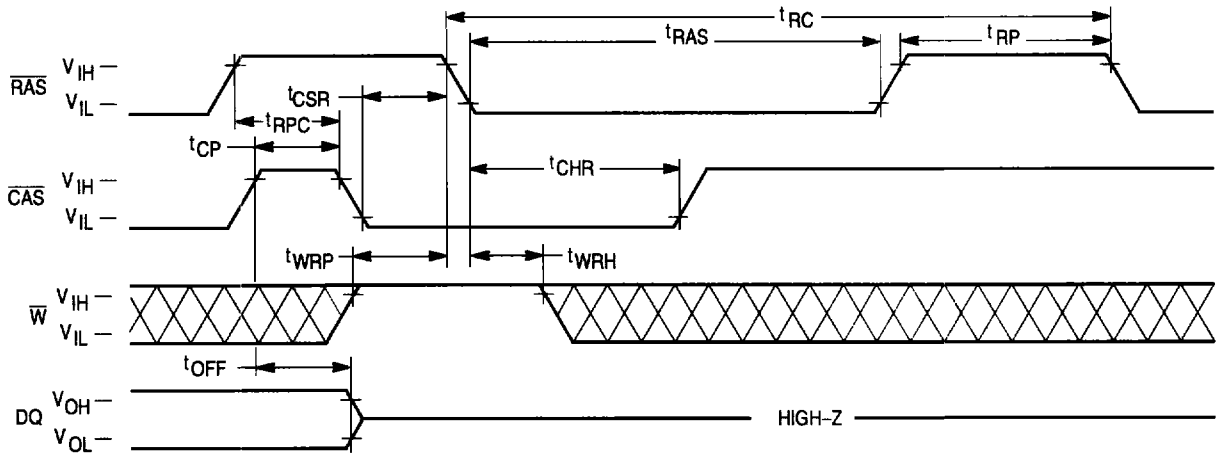 tRC
tRAS
tRP
RAS
VIH
VIL
tCSR
tRPC
tCP
tCHR
CAS
VIH
VIL
tWRP
tWRH
W
VIH
VIL
tOFF
DQ
VOH
VOL
HIGH-Z